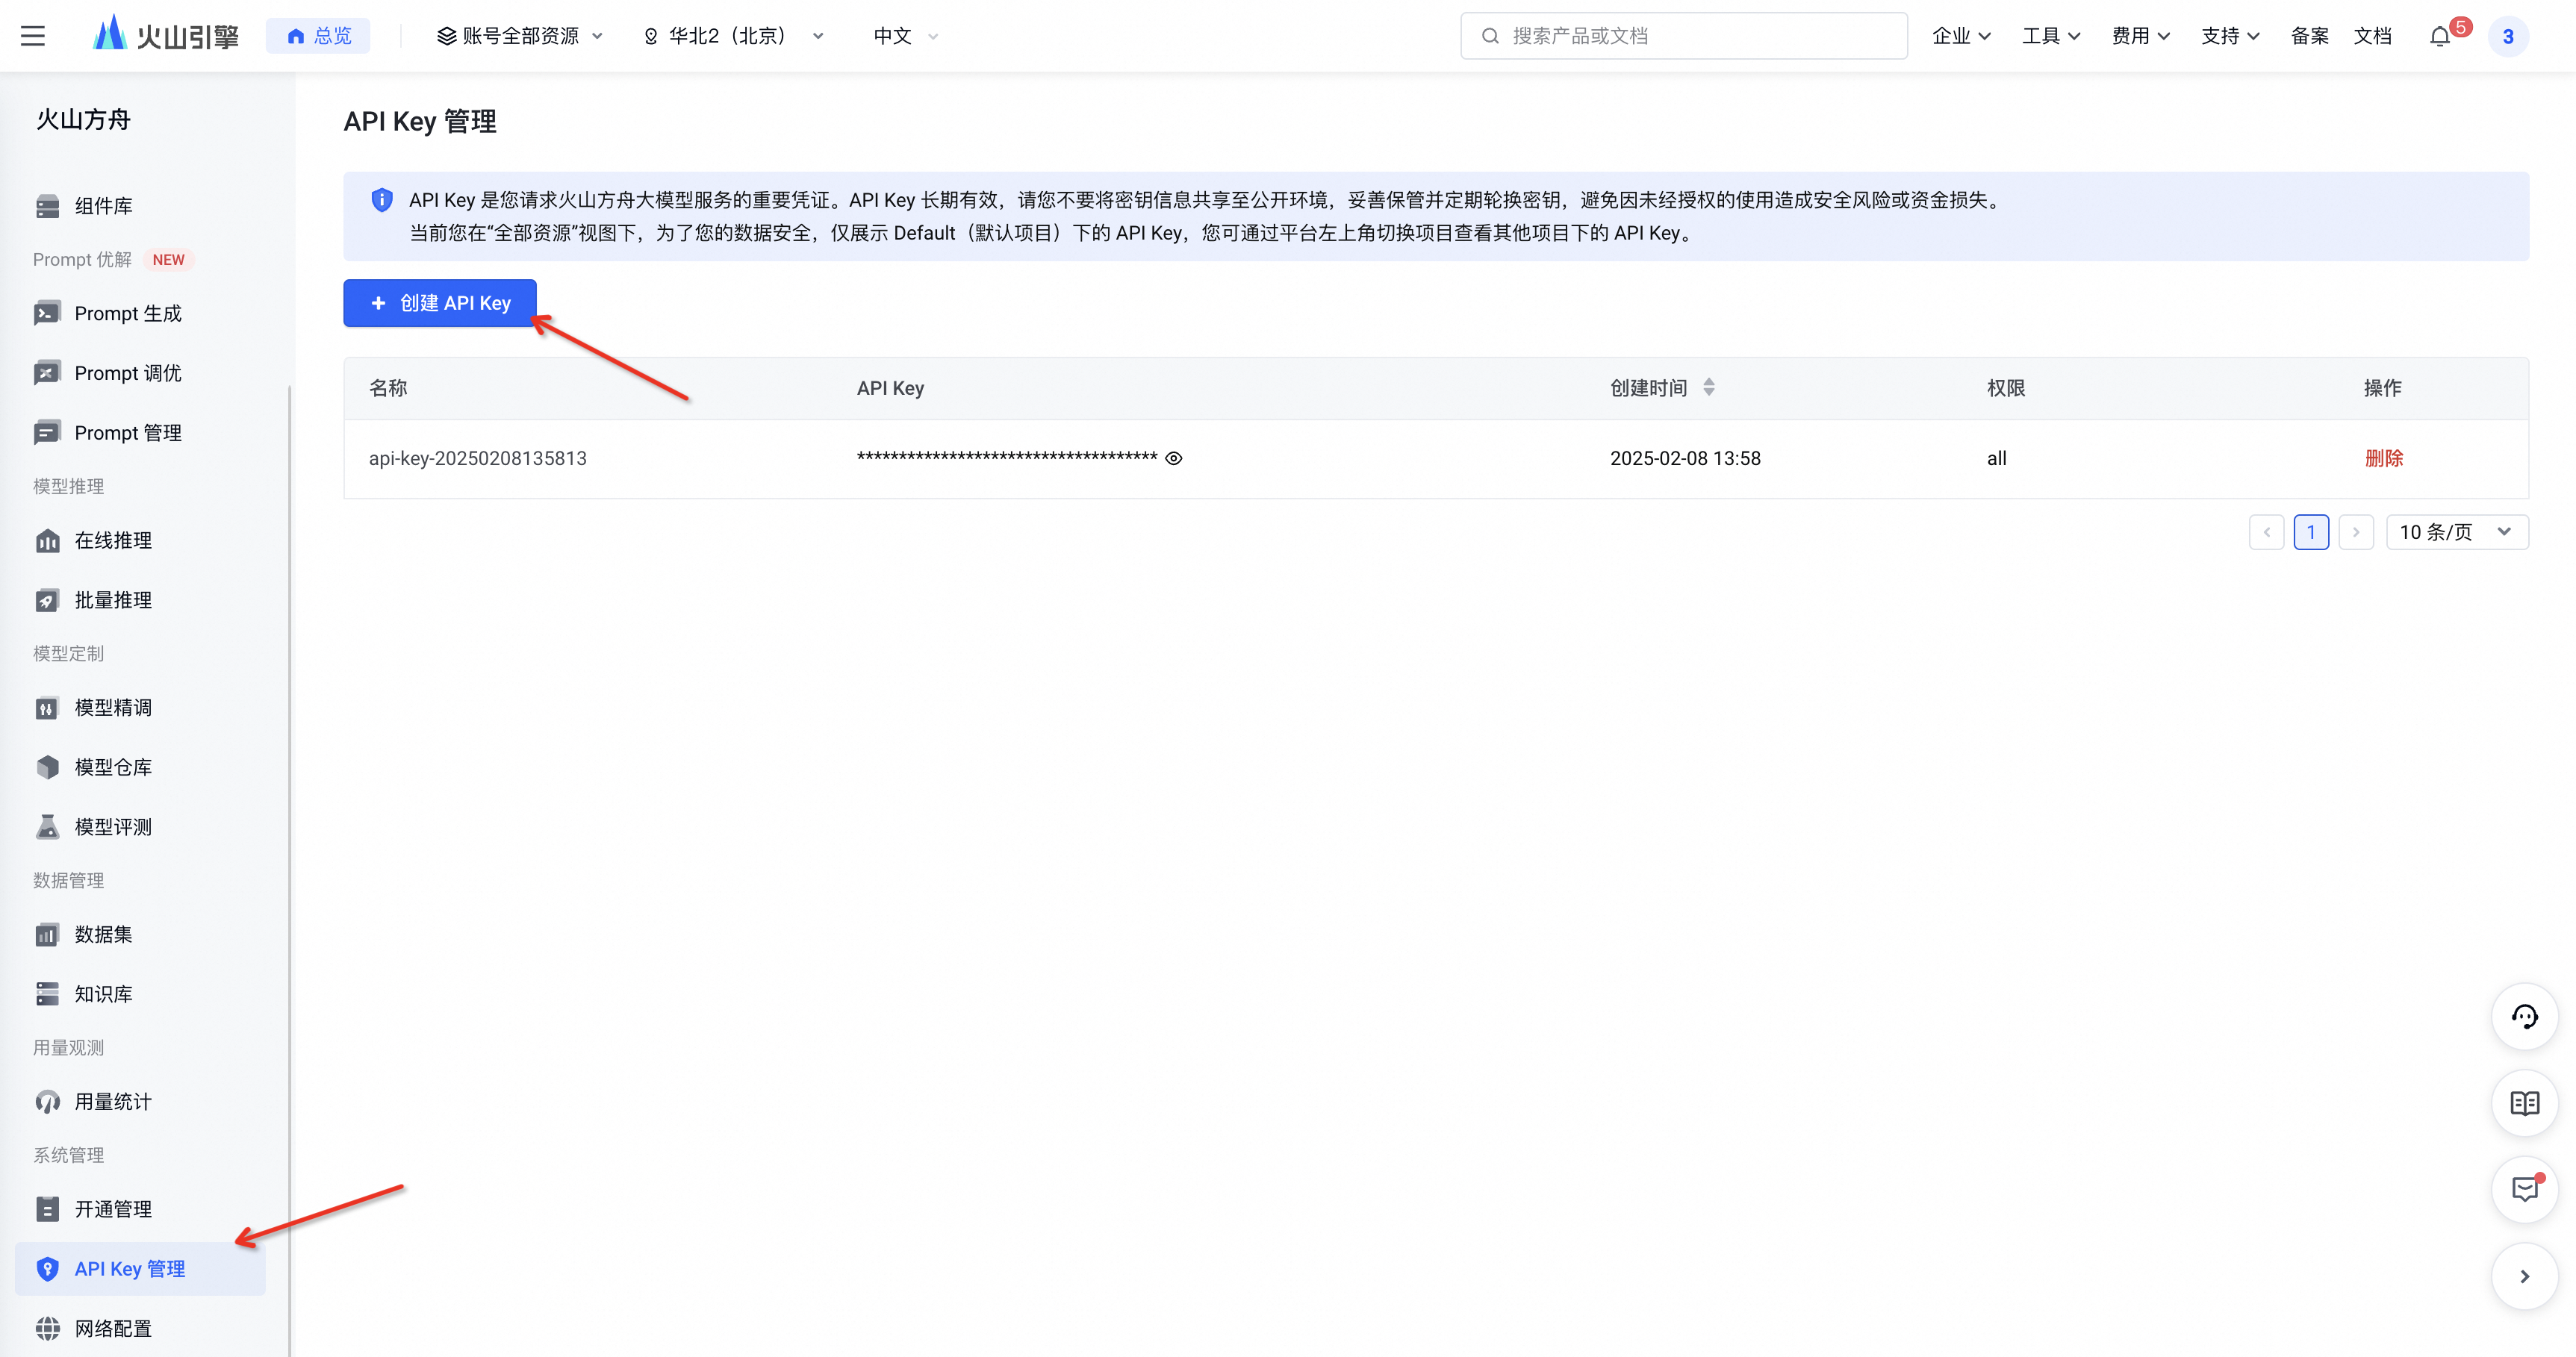 火山引擎
总览
账号全部资源
华北2（北京）
中文
搜索产品或文档
企业
工具
费用
支持
备案
文档
5
3
火山方舟
组件库
Prompt 优解 NEW
Prompt 生成
Prompt 调优
Prompt 管理
模型推理
在线推理
批量推理
模型定制
模型精调
模型仓库
模型评测
数据管理
数据集
知识库
用量观测
用量统计
系统管理
开通管理
API Key 管理
网络配置
API Key 管理
API Key 是您请求火山方舟大模型服务的重要凭证。API Key 长期有效，请您不要将密钥信息共享至公开环境，妥善保管并定期轮换密钥，避免因未经授权的使用造成安全风险或资金损失。
当前您在“全部资源”视图下，为了您的数据安全，仅展示 Default（默认项目）下的 API Key，您可通过平台左上角切换项目查看其他项目下的 API Key。
+ 创建 API Key
名称 API Key 创建时间 权限 操作
api-key-20250208135813 ************************************ 2025-02-08 13:58 all 删除
1
10 条/页